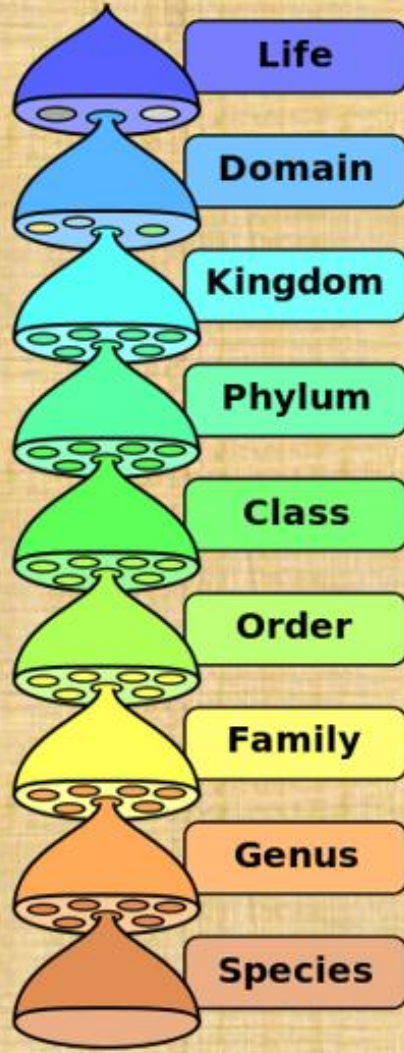 Life
Domain
Kingdom
Phylum
Class
Order
Family
Genus
Species